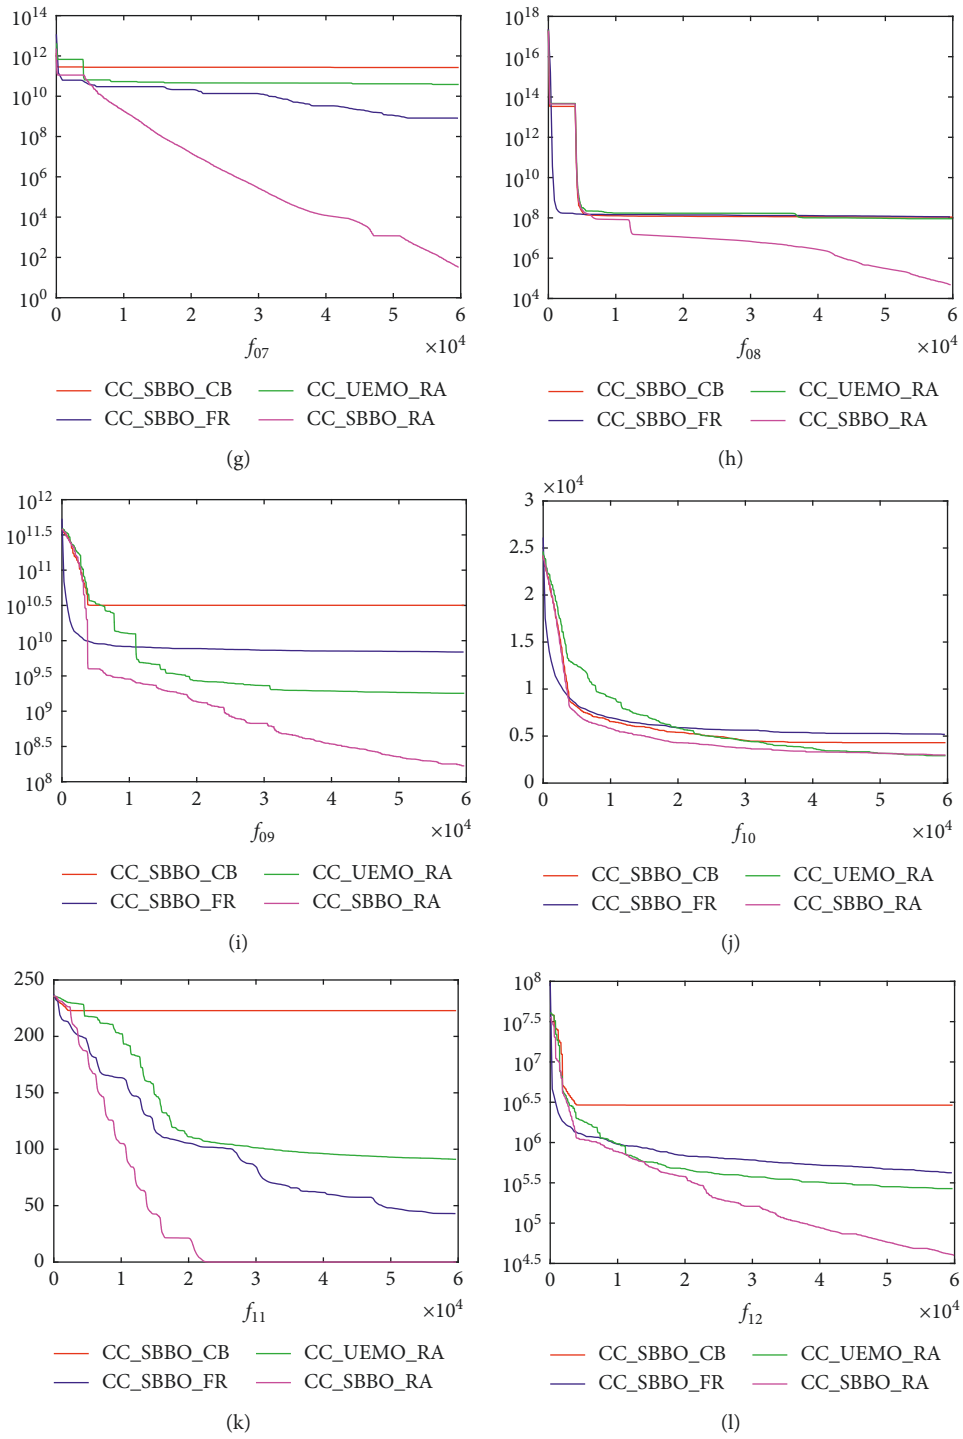 10^14
10^12
10^10
10^8
10^6
10^4
10^2
10^0
0 1 2 3 4 5 6
f07 ×10^4
CC_SBBO_CB CC_UEMO_RA
CC_SBBO_FR CC_SBBO_RA
(g)
10^18
10^16
10^14
10^12
10^10
10^8
10^6
10^4
0 1 2 3 4 5 6
f08 ×10^4
CC_SBBO_CB CC_UEMO_RA
CC_SBBO_FR CC_SBBO_RA
(h)
10^12
10^11.5
10^11
10^10.5
10^10
10^9.5
10^9
10^8.5
10^8
0 1 2 3 4 5 6
f09 ×10^4
CC_SBBO_CB CC_UEMO_RA
CC_SBBO_FR CC_SBBO_RA
(i)
×10^4
3
2.5
2
1.5
1
0.5
0
0 1 2 3 4 5 6
f10 ×10^4
CC_SBBO_CB CC_UEMO_RA
CC_SBBO_FR CC_SBBO_RA
(j)
250
200
150
100
50
0
0 1 2 3 4 5 6
f11 ×10^4
CC_SBBO_CB CC_UEMO_RA
CC_SBBO_FR CC_SBBO_RA
(k)
10^8
10^7.5
10^7
10^6.5
10^6
10^5.5
10^5
10^4.5
0 1 2 3 4 5 6
f12 ×10^4
CC_SBBO_CB CC_UEMO_RA
CC_SBBO_FR CC_SBBO_RA
(l)